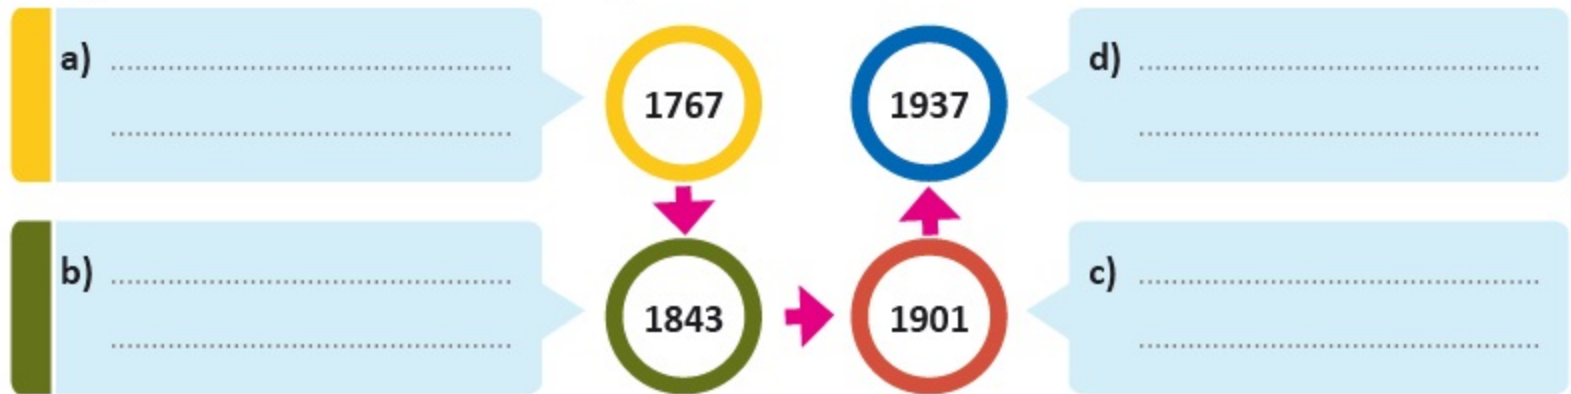 a) ........................................
........................................
1767
1937
d) ........................................
........................................
b) ........................................
........................................
1843
1901
c) ........................................
........................................